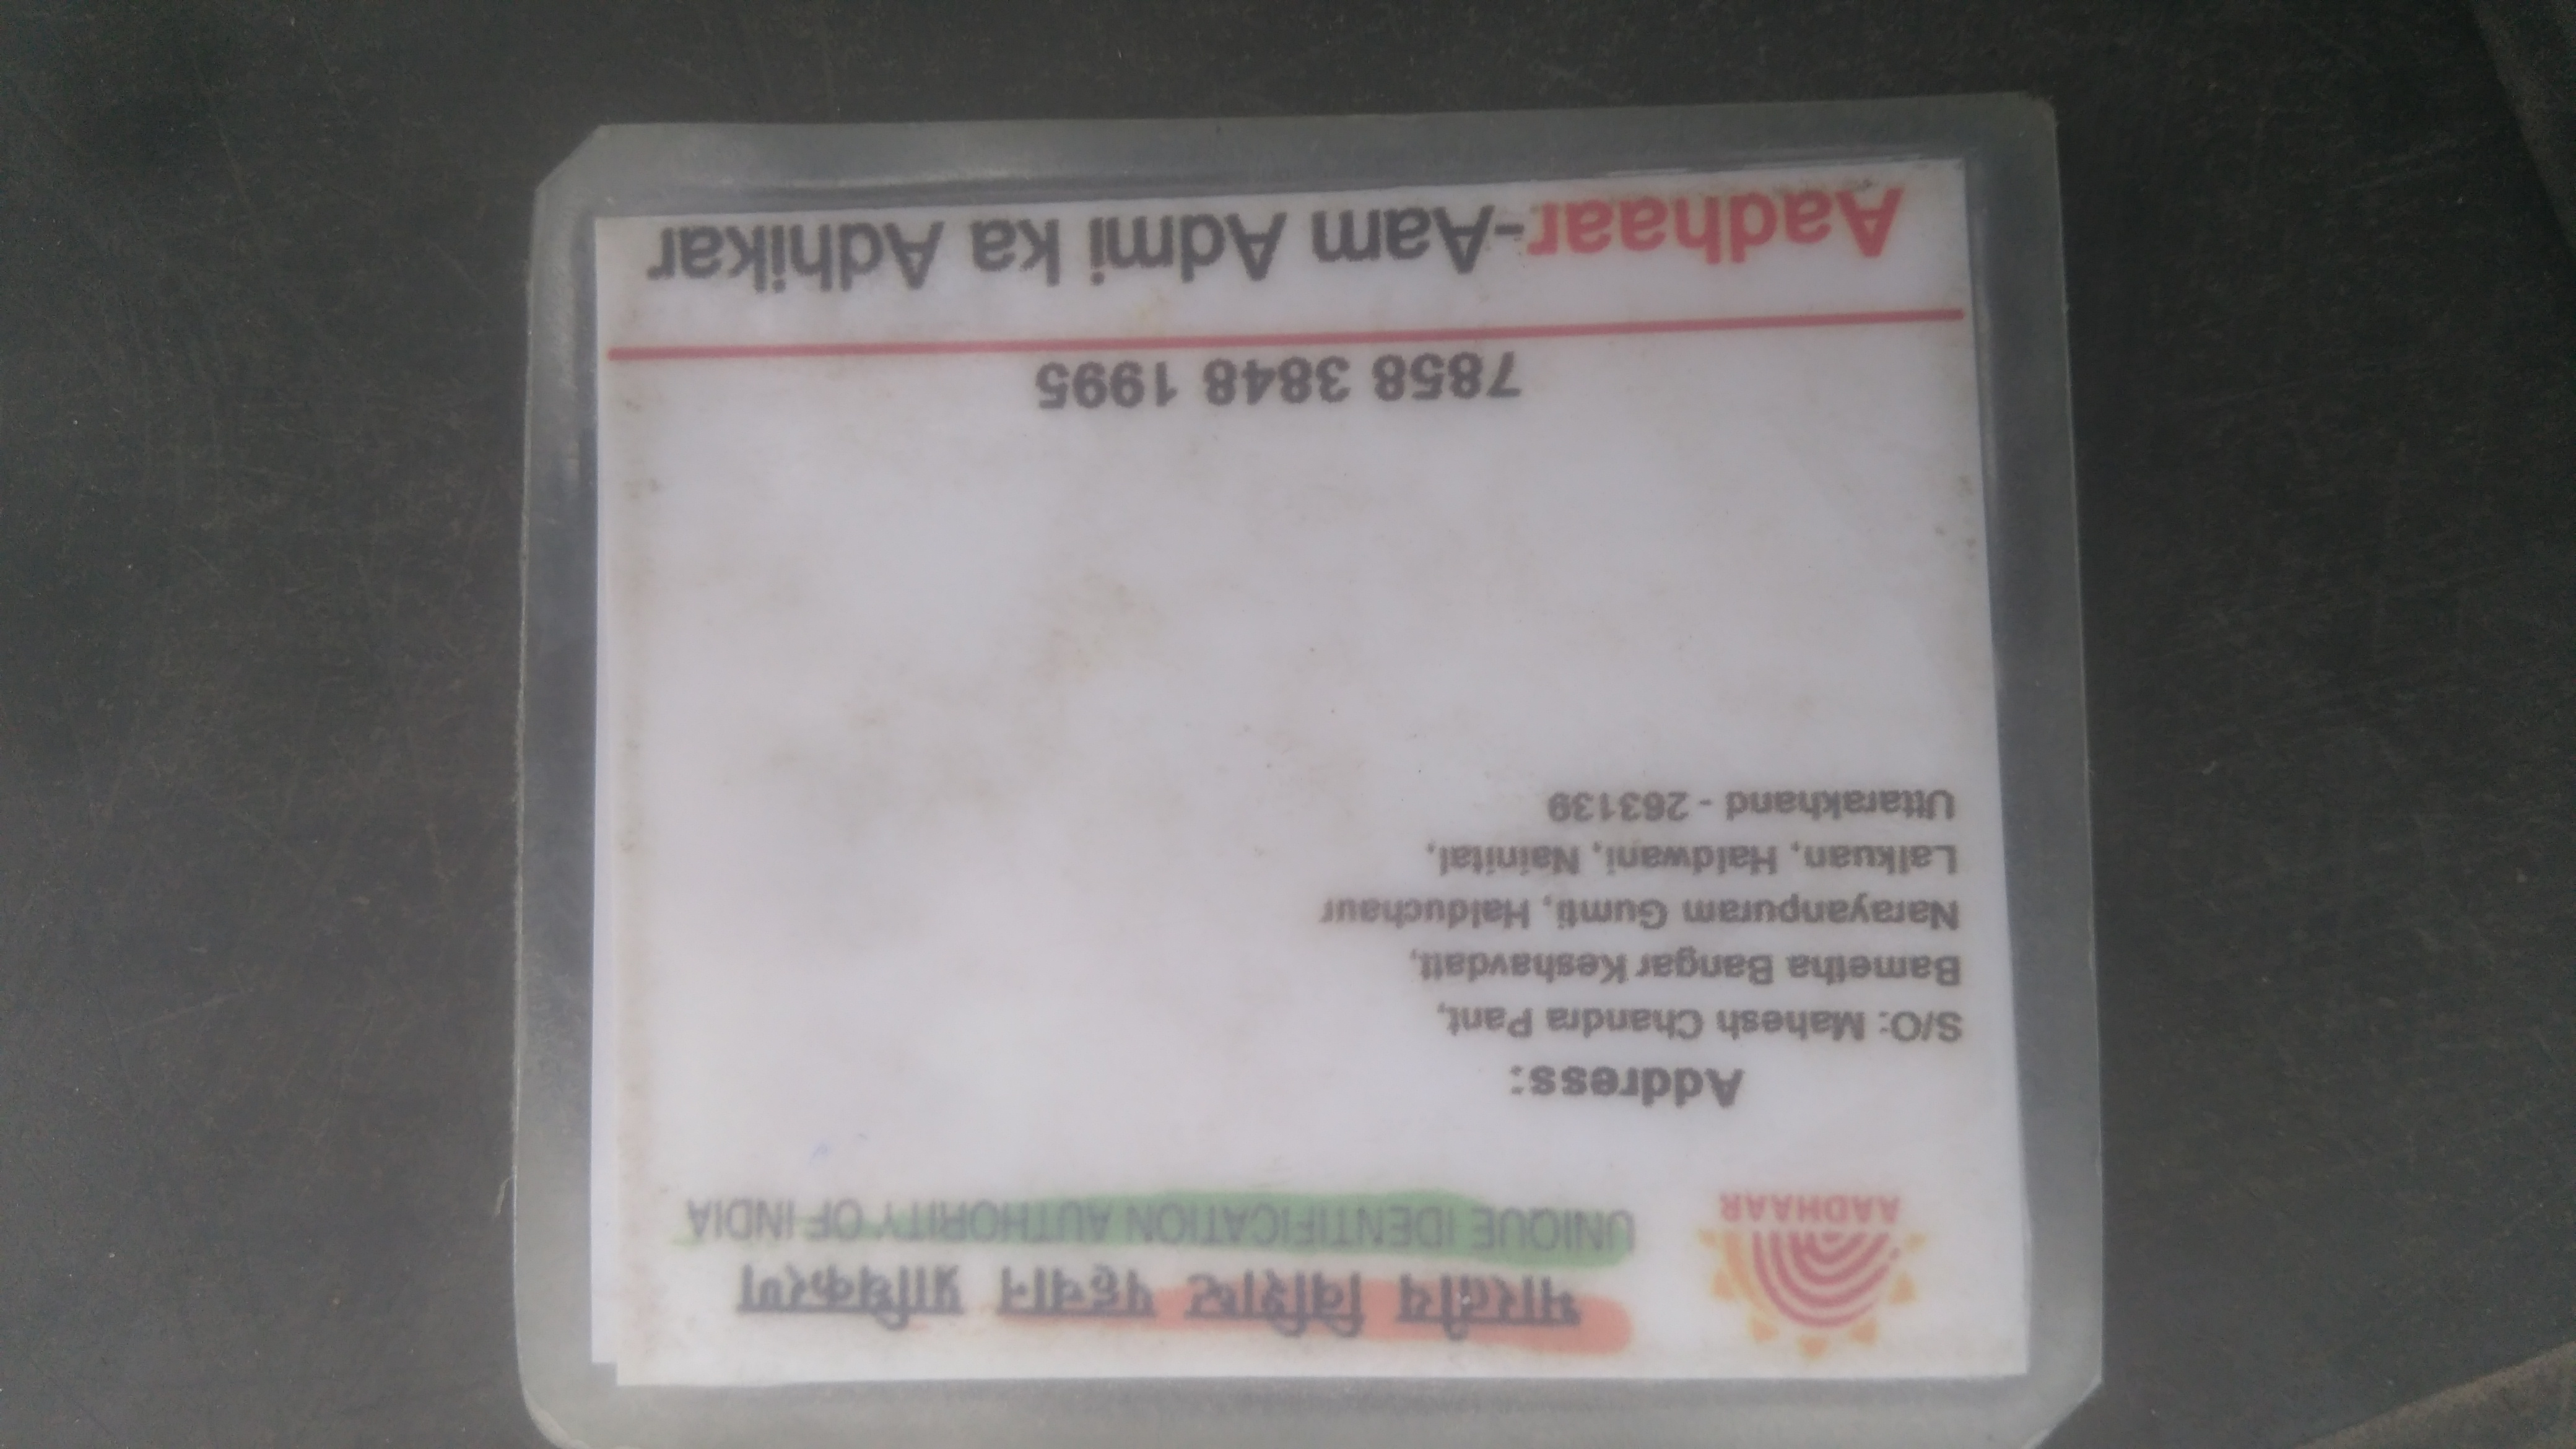 भारतीय विशिष्ट पहचान प्राधिकरण
UNIQUE IDENTIFICATION AUTHORITY OF INDIA
AADHAAR
Address:
S/O: Mahesh Chandra Pant,
Bametha Bangar Keshavdatt,
Narayanpuram Gumti, Halduchaur
Lalkuan, Haldwani, Nainital,
Uttarakhand - 263139
7858 3848 1995
Aadhaar-Aam Admi ka Adhikar